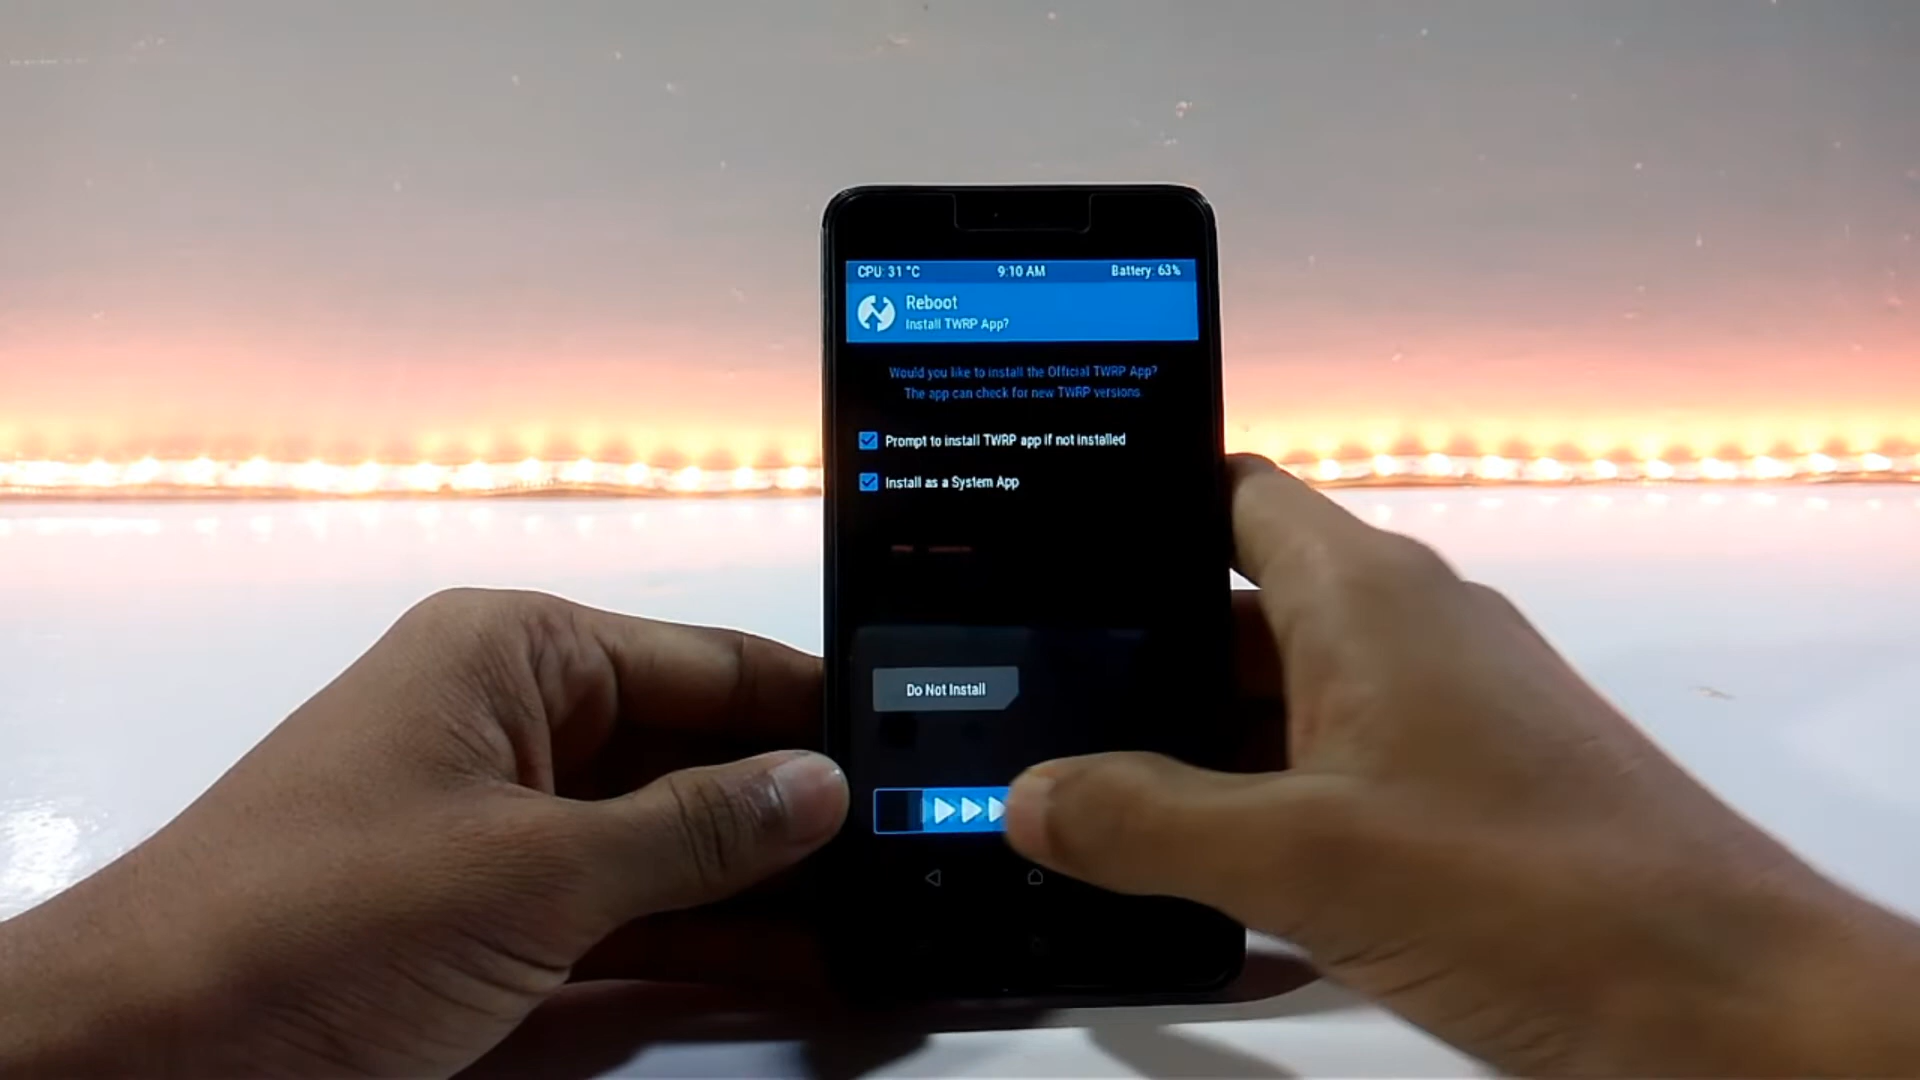 CPU: 31 °C 9:10 AM Battery: 63%
Reboot
Install TWRP App?
Would you like to install the Official TWRP App?
The app can check for new TWRP versions.
Prompt to install TWRP app if not installed
Install as a System App
Do Not Install